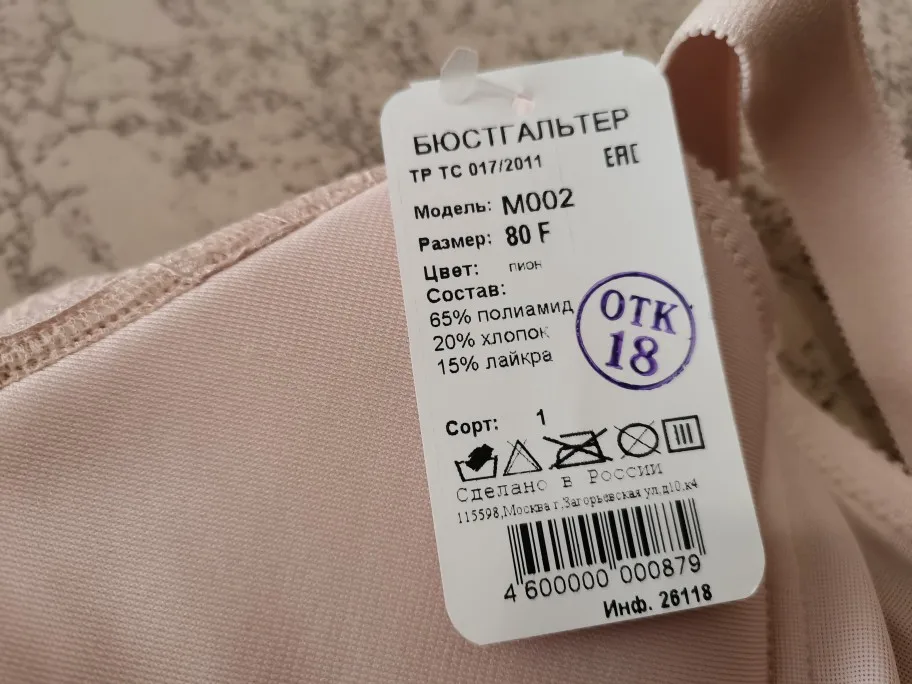 БЮСТГАЛЬТЕР
ТР ТС 017/2011 EAC
Модель: М002
Размер: 80 F
Цвет: пион
Состав:
65% полиамид
20% хлопок
15% лайкра
ОТК
18
Сорт: 1
Сделано в России
115598,Москва г,Загорьевская ул,д10,к4
4 600000 000879
Инф. 26118